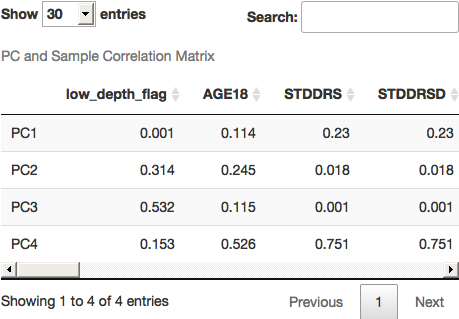 Show 30 entries Search:
PC and Sample Correlation Matrix
low_depth_flag AGE18 STDDRS STDDRSD
PC1 0.001 0.114 0.23 0.23
PC2 0.314 0.245 0.018 0.018
PC3 0.532 0.115 0.001 0.001
PC4 0.153 0.526 0.751 0.751
Showing 1 to 4 of 4 entries Previous 1 Next